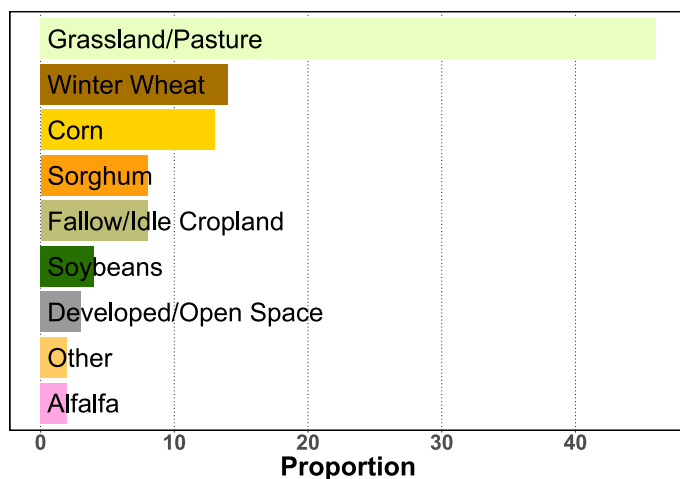 Grassland/Pasture
Winter Wheat
Corn
Sorghum
Fallow/Idle Cropland
Soybeans
Developed/Open Space
Other
Alfalfa
0 10 20 30 40
Proportion